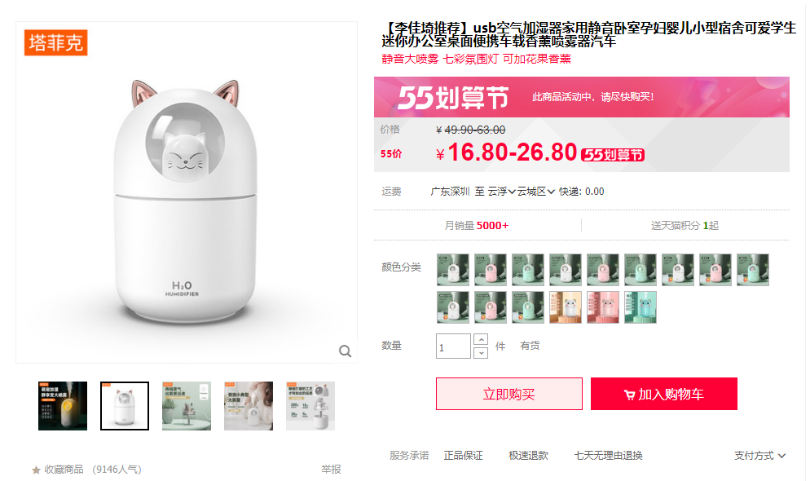 塔菲克
H₂O
HUMIDIFIER
★ 收藏商品 （9146人气）
举报
【李佳埼推荐】usb空气加湿器家用静音卧室孕妇婴儿小型宿舍可爱学生
迷你办公室桌面便携车载香薰喷雾器汽车
静音大喷雾 七彩氛围灯 可加花果香薰
55划算节 此商品活动中，请尽快购买！
价格 ¥ 49.90-63.00
55价 ¥ 16.80-26.80 55划算节
运费 广东深圳 至 云浮 云城区 快递: 0.00
月销量 5000+ 送天猫积分 1起
颜色分类
数量 1 件 有货
立即购买 加入购物车
服务承诺 正品保证 极速退款 七天无理由退换 支付方式